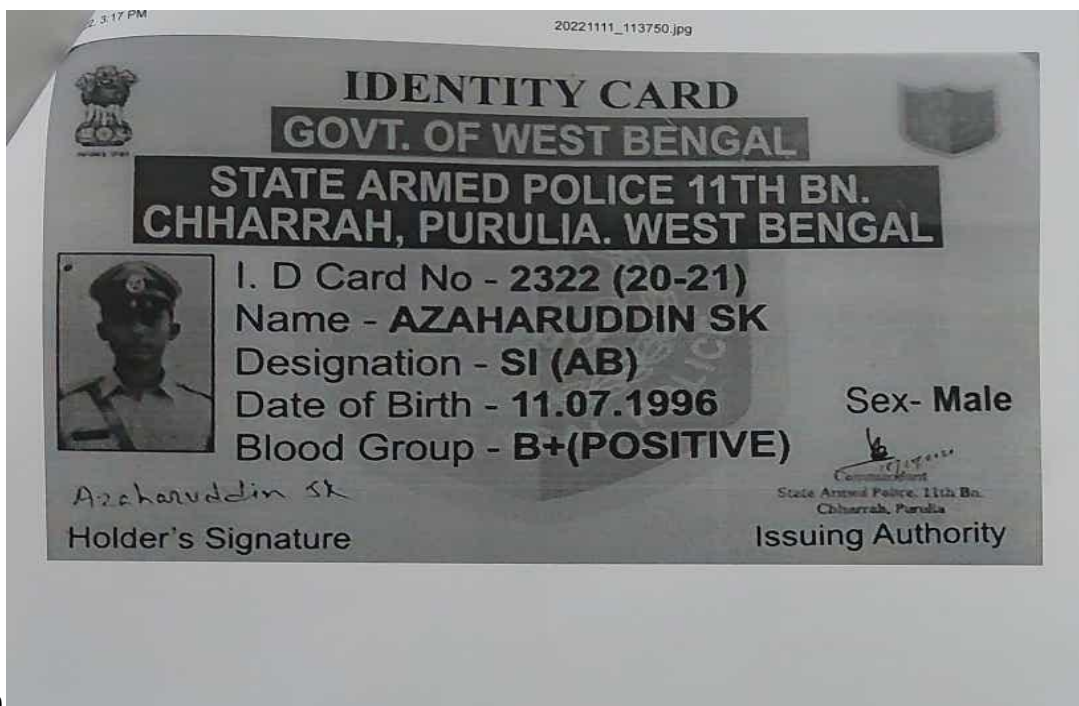 2, 3:17 PM
20221111_113750.jpg
IDENTITY CARD
GOVT. OF WEST BENGAL
STATE ARMED POLICE 11TH BN.
CHHARRAH, PURULIA. WEST BENGAL
I. D Card No - 2322 (20-21)
Name - AZAHARUDDIN SK
Designation - SI (AB)
Date of Birth - 11.07.1996
Sex- Male
Blood Group - B+(POSITIVE)
Azaharuddin SK
Commandant
State Armed Police, 11th Bn.
Chharrah, Purulia
Holder's Signature
Issuing Authority